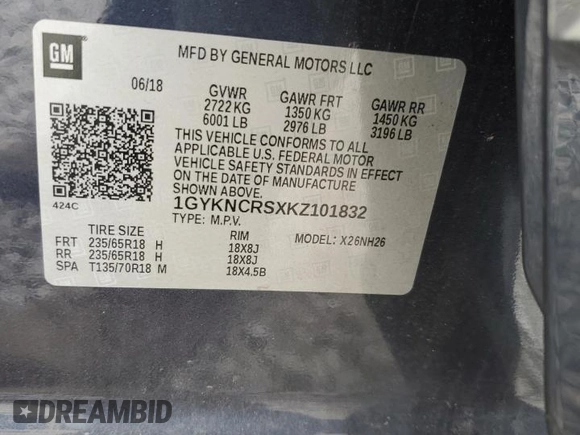 GM
MFD BY GENERAL MOTORS LLC
06/18 GVWR GAWR FRT GAWR RR
2722 KG 1350 KG 1450 KG
6001 LB 2976 LB 3196 LB
THIS VEHICLE CONFORMS TO ALL
APPLICABLE U.S. FEDERAL MOTOR
VEHICLE SAFETY STANDARDS IN EFFECT
ON THE DATE OF MANUFACTURE
SHOWN ABOVE.
424C
1GYKNCRSXKZ101832
TYPE: M.P.V. MODEL: X26NH26
TIRE SIZE RIM
FRT 235/65R18 H 18X8J
RR 235/65R18 H 18X8J
SPA T135/70R18 M 18X4.5B
DREAMBID